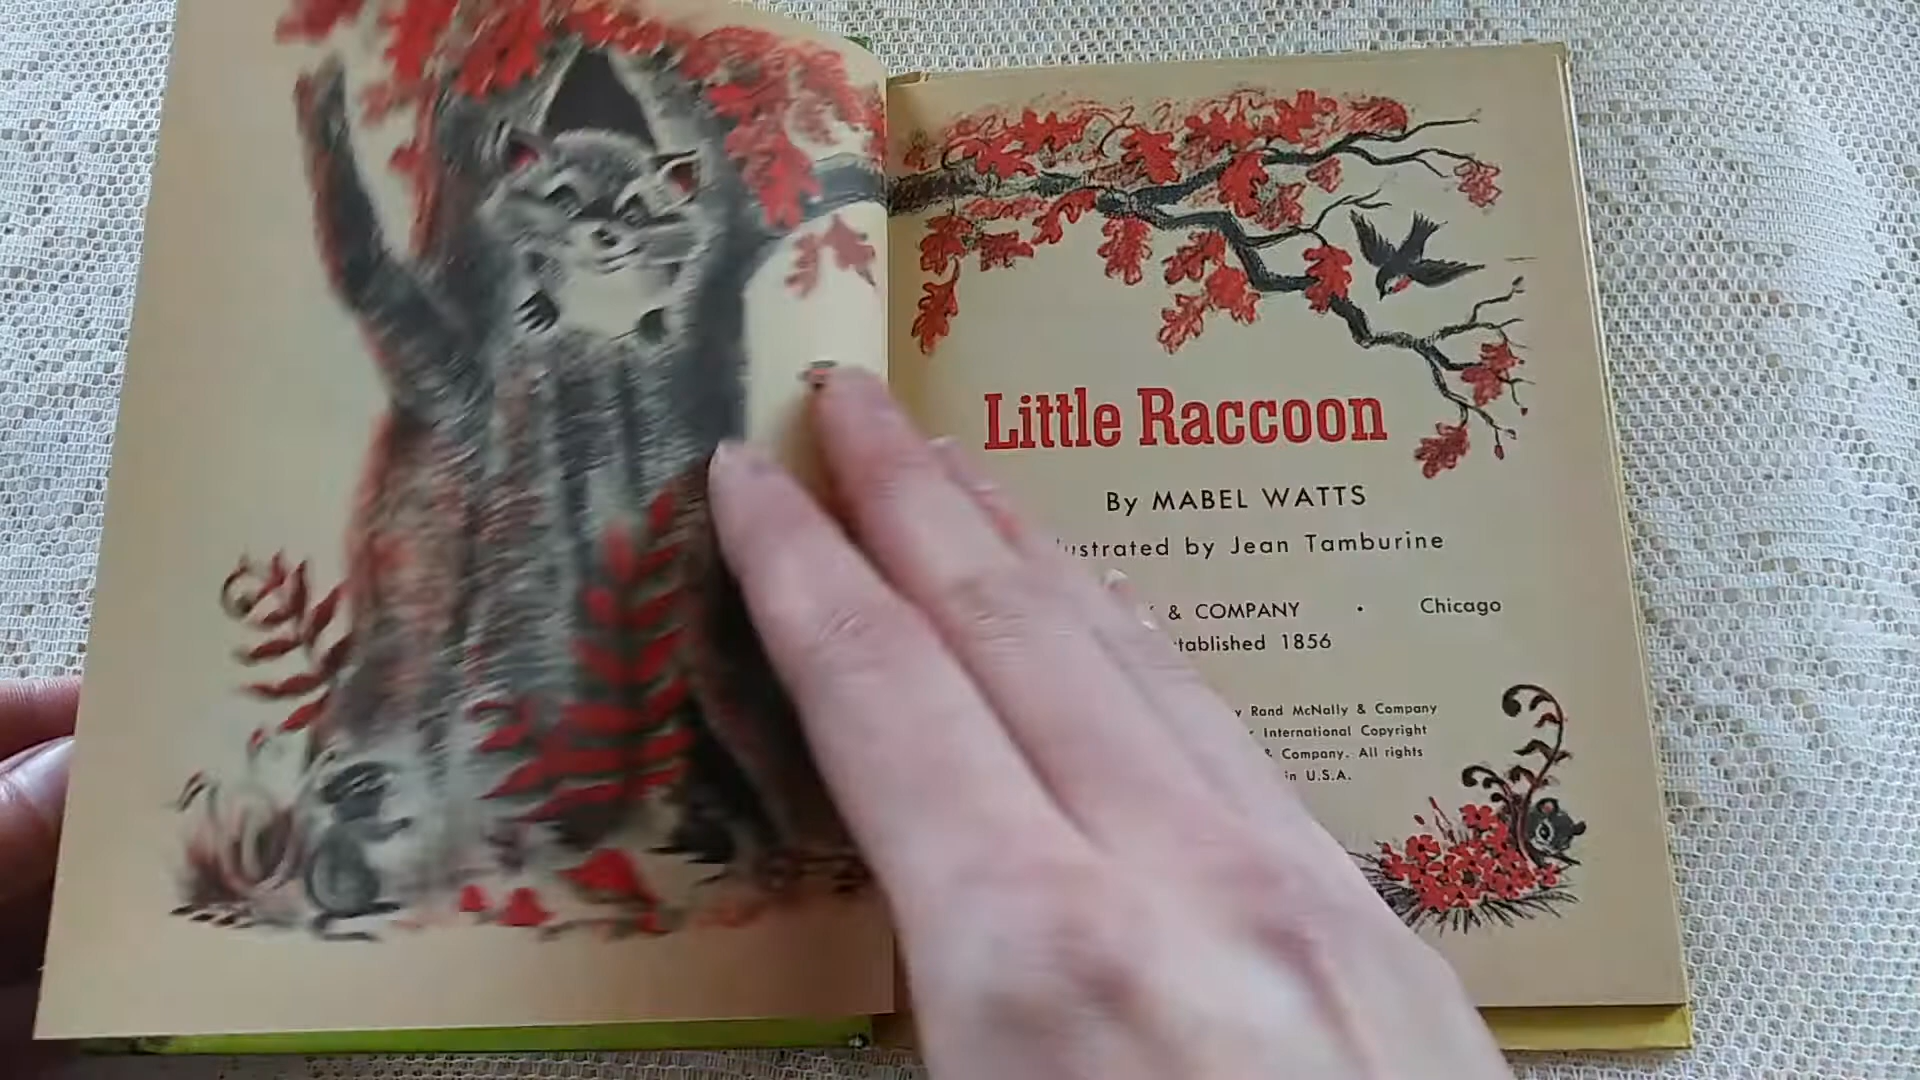 Little Raccoon
By MABEL WATTS
ustrated by Jean Tamburine
& COMPANY • Chicago
tablished 1856
y Rand McNally & Company
International Copyright
& Company. All rights
in U.S.A.